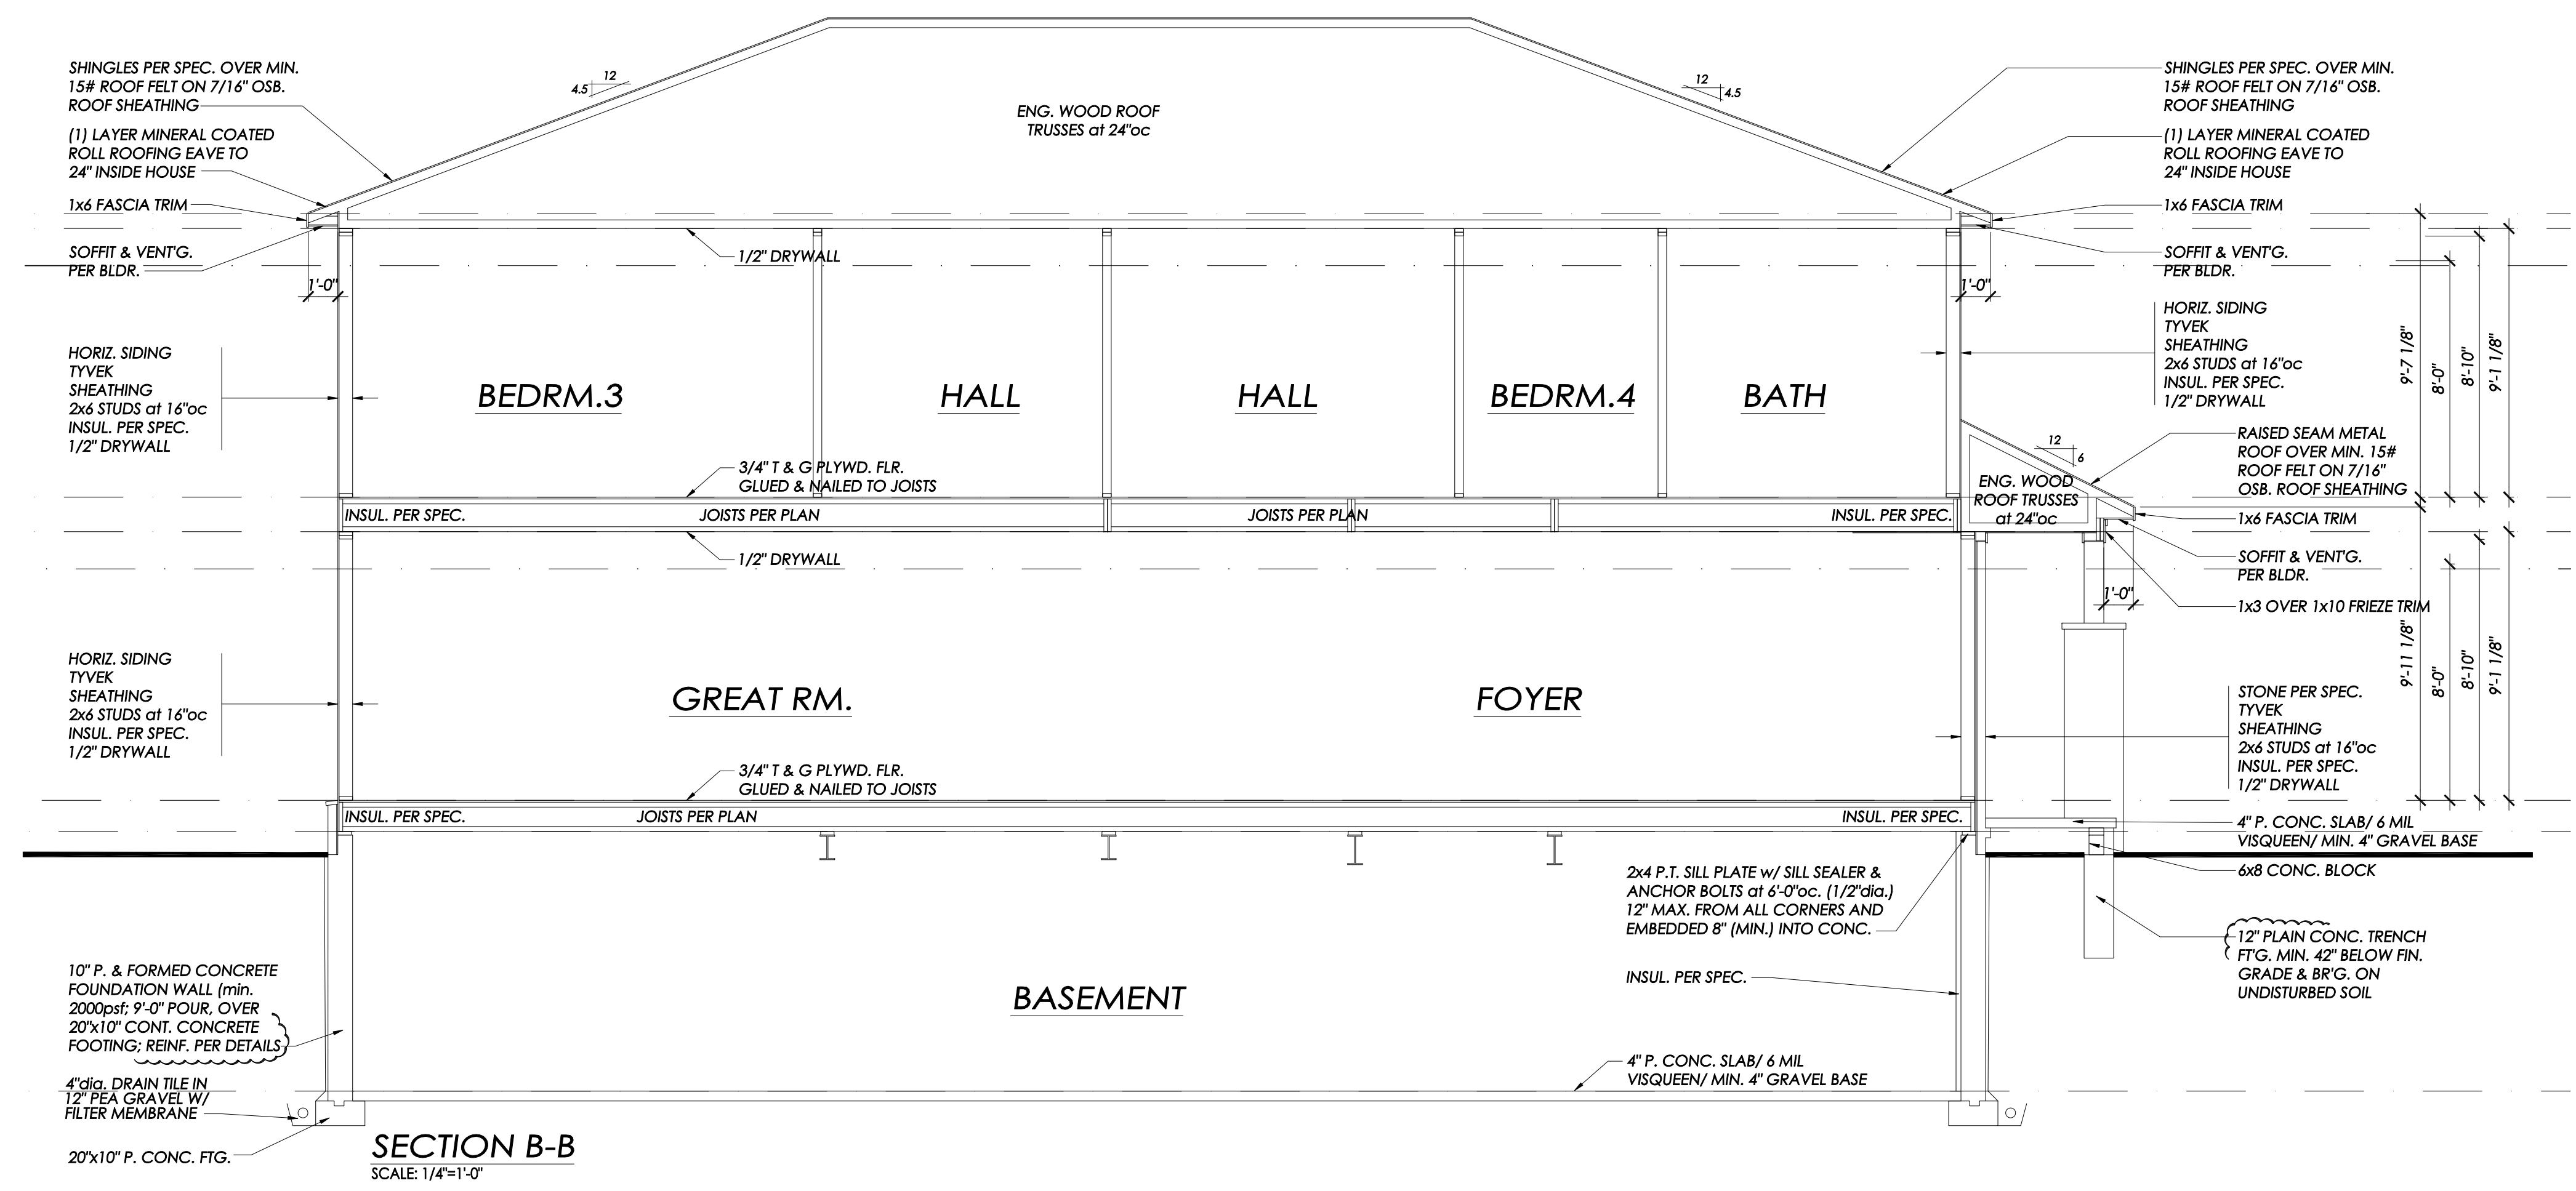 SHINGLES PER SPEC. OVER MIN.
15# ROOF FELT ON 7/16" OSB.
ROOF SHEATHING
(1) LAYER MINERAL COATED
ROLL ROOFING EAVE TO
24" INSIDE HOUSE
1x6 FASCIA TRIM
SOFFIT & VENT'G.
PER BLDR.
1'-0"
HORIZ. SIDING
TYVEK
SHEATHING
2x6 STUDS at 16"oc
INSUL. PER SPEC.
1/2" DRYWALL
HORIZ. SIDING
TYVEK
SHEATHING
2x6 STUDS at 16"oc
INSUL. PER SPEC.
1/2" DRYWALL
10" P. & FORMED CONCRETE
FOUNDATION WALL (min.
2000psf; 9'-0" POUR, OVER
20"x10" CONT. CONCRETE
FOOTING; REINF. PER DETAILS
4"dia. DRAIN TILE IN
12" PEA GRAVEL W/
FILTER MEMBRANE
20"x10" P. CONC. FTG.
12
4.5
ENG. WOOD ROOF
TRUSSES at 24"oc
12
4.5
1/2" DRYWALL
BEDRM.3
HALL
HALL
BEDRM.4
BATH
3/4" T & G PLYWD. FLR.
GLUED & NAILED TO JOISTS
INSUL. PER SPEC.
JOISTS PER PLAN
JOISTS PER PLAN
INSUL. PER SPEC.
1/2" DRYWALL
GREAT RM.
FOYER
3/4" T & G PLYWD. FLR.
GLUED & NAILED TO JOISTS
INSUL. PER SPEC.
JOISTS PER PLAN
INSUL. PER SPEC.
2x4 P.T. SILL PLATE w/ SILL SEALER &
ANCHOR BOLTS at 6'-0"oc. (1/2"dia.)
12" MAX. FROM ALL CORNERS AND
EMBEDDED 8" (MIN.) INTO CONC.
INSUL. PER SPEC.
BASEMENT
4" P. CONC. SLAB/ 6 MIL
VISQUEEN/ MIN. 4" GRAVEL BASE
SECTION B-B
SCALE: 1/4"=1'-0"
SHINGLES PER SPEC. OVER MIN.
15# ROOF FELT ON 7/16" OSB.
ROOF SHEATHING
(1) LAYER MINERAL COATED
ROLL ROOFING EAVE TO
24" INSIDE HOUSE
1x6 FASCIA TRIM
SOFFIT & VENT'G.
PER BLDR.
1'-0"
HORIZ. SIDING
TYVEK
SHEATHING
2x6 STUDS at 16"oc
INSUL. PER SPEC.
1/2" DRYWALL
9'-7 1/8"
8'-0"
8'-10"
9'-1 1/8"
12
6
RAISED SEAM METAL
ROOF OVER MIN. 15#
ROOF FELT ON 7/16"
OSB. ROOF SHEATHING
ENG. WOOD
ROOF TRUSSES
at 24"oc
1x6 FASCIA TRIM
SOFFIT & VENT'G.
PER BLDR.
1'-0"
1x3 OVER 1x10 FRIEZE TRIM
9'-11 1/8"
8'-0"
8'-10"
9'-1 1/8"
STONE PER SPEC.
TYVEK
SHEATHING
2x6 STUDS at 16"oc
INSUL. PER SPEC.
1/2" DRYWALL
4" P. CONC. SLAB/ 6 MIL
VISQUEEN/ MIN. 4" GRAVEL BASE
6x8 CONC. BLOCK
12" PLAIN CONC. TRENCH
FT'G. MIN. 42" BELOW FIN.
GRADE & BR'G. ON
UNDISTURBED SOIL